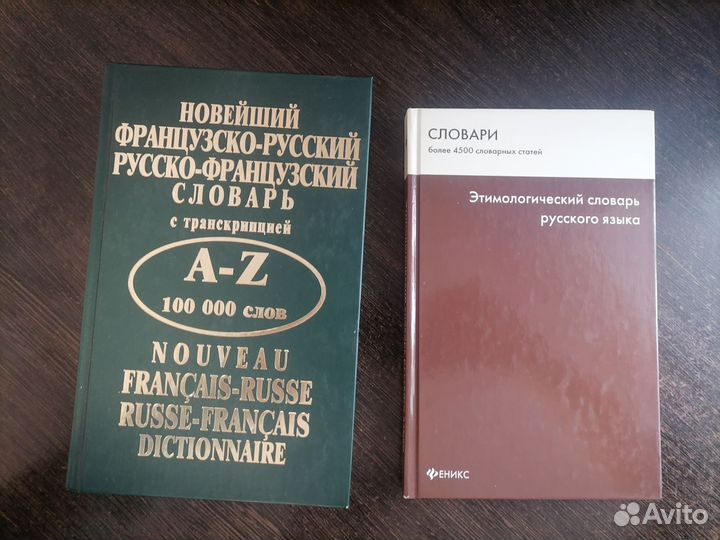 НОВЕЙШИЙ
ФРАНЦУЗСКО-РУССКИЙ
РУССКО-ФРАНЦУЗСКИЙ
СЛОВАРЬ
с транскрипцией
A-Z
100 000 слов
NOUVEAU
FRANÇAIS-RUSSE
RUSSE-FRANÇAIS
DICTIONNAIRE
СЛОВАРИ
более 4500 словарных статей
Этимологический словарь
русского языка
ФЕНИКС
Avito